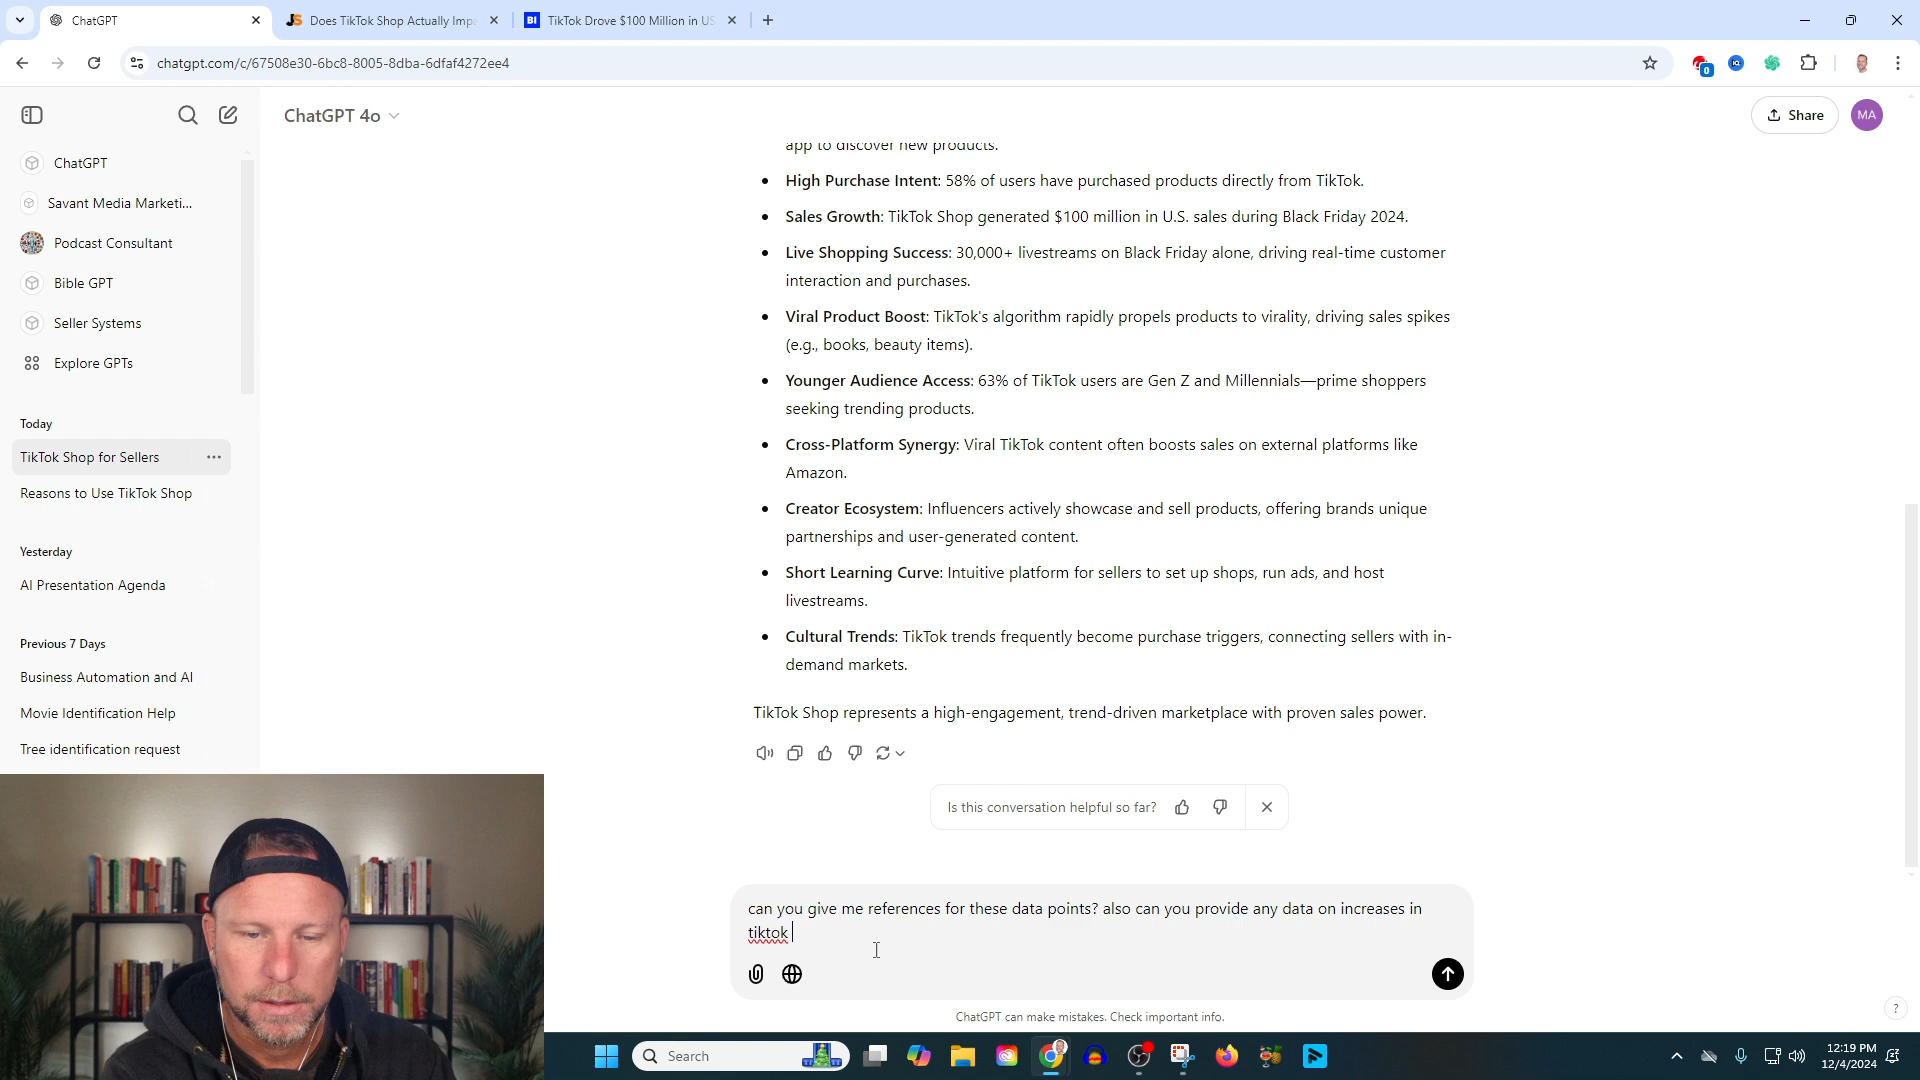 ChatGPT
Does TikTok Shop Actually Impa
BI
TikTok Drove $100 Million in US
chatgpt.com/c/67508e30-6bc8-8005-8dba-6dfaf4272ee4
0
ChatGPT 4o
Share
MA
ChatGPT
Savant Media Marketi...
Podcast Consultant
Bible GPT
Seller Systems
Explore GPTs
Today
TikTok Shop for Sellers
Reasons to Use TikTok Shop
Yesterday
AI Presentation Agenda
Previous 7 Days
Business Automation and AI
Movie Identification Help
Tree identification request
app to discover new products.
High Purchase Intent: 58% of users have purchased products directly from TikTok.
Sales Growth: TikTok Shop generated $100 million in U.S. sales during Black Friday 2024.
Live Shopping Success: 30,000+ livestreams on Black Friday alone, driving real-time customer
interaction and purchases.
Viral Product Boost: TikTok's algorithm rapidly propels products to virality, driving sales spikes
(e.g., books, beauty items).
Younger Audience Access: 63% of TikTok users are Gen Z and Millennials—prime shoppers
seeking trending products.
Cross-Platform Synergy: Viral TikTok content often boosts sales on external platforms like
Amazon.
Creator Ecosystem: Influencers actively showcase and sell products, offering brands unique
partnerships and user-generated content.
Short Learning Curve: Intuitive platform for sellers to set up shops, run ads, and host
livestreams.
Cultural Trends: TikTok trends frequently become purchase triggers, connecting sellers with in-
demand markets.
TikTok Shop represents a high-engagement, trend-driven marketplace with proven sales power.
Is this conversation helpful so far?
can you give me references for these data points? also can you provide any data on increases in
tiktok
ChatGPT can make mistakes. Check important info.
?
Search
12:19 PM
12/4/2024